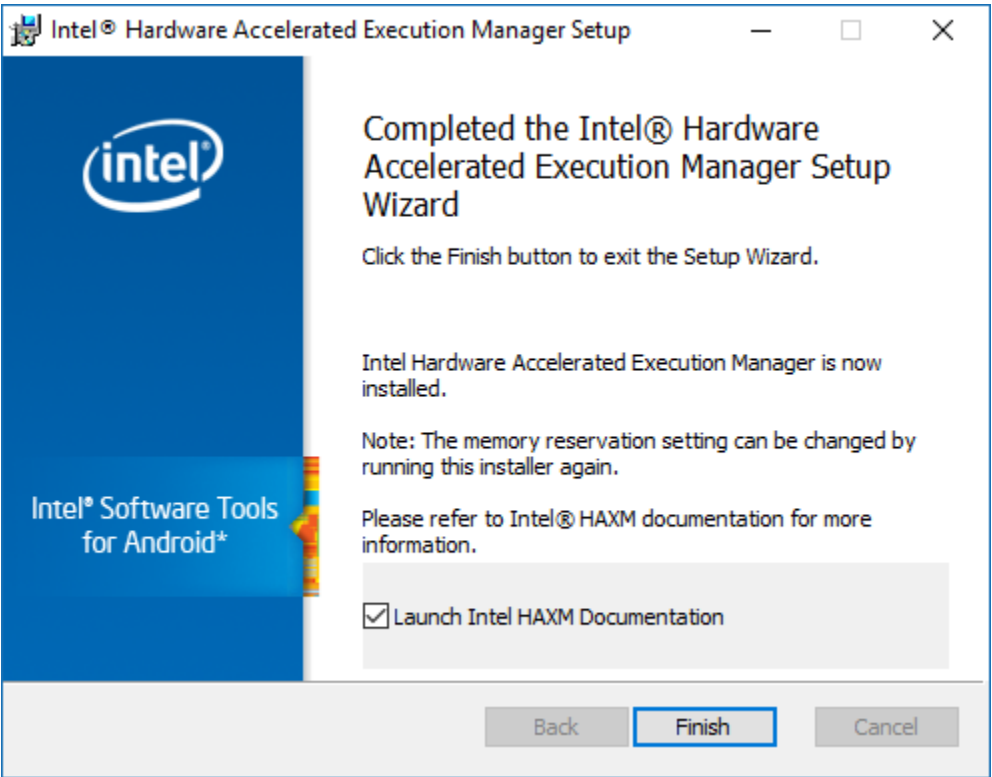 Intel® Hardware Accelerated Execution Manager Setup
intel®
Completed the Intel® Hardware
Accelerated Execution Manager Setup
Wizard
Click the Finish button to exit the Setup Wizard.
Intel Hardware Accelerated Execution Manager is now
installed.
Note: The memory reservation setting can be changed by
running this installer again.
Intel® Software Tools
for Android*
Please refer to Intel® HAXM documentation for more
information.
Launch Intel HAXM Documentation
Back
Finish
Cancel